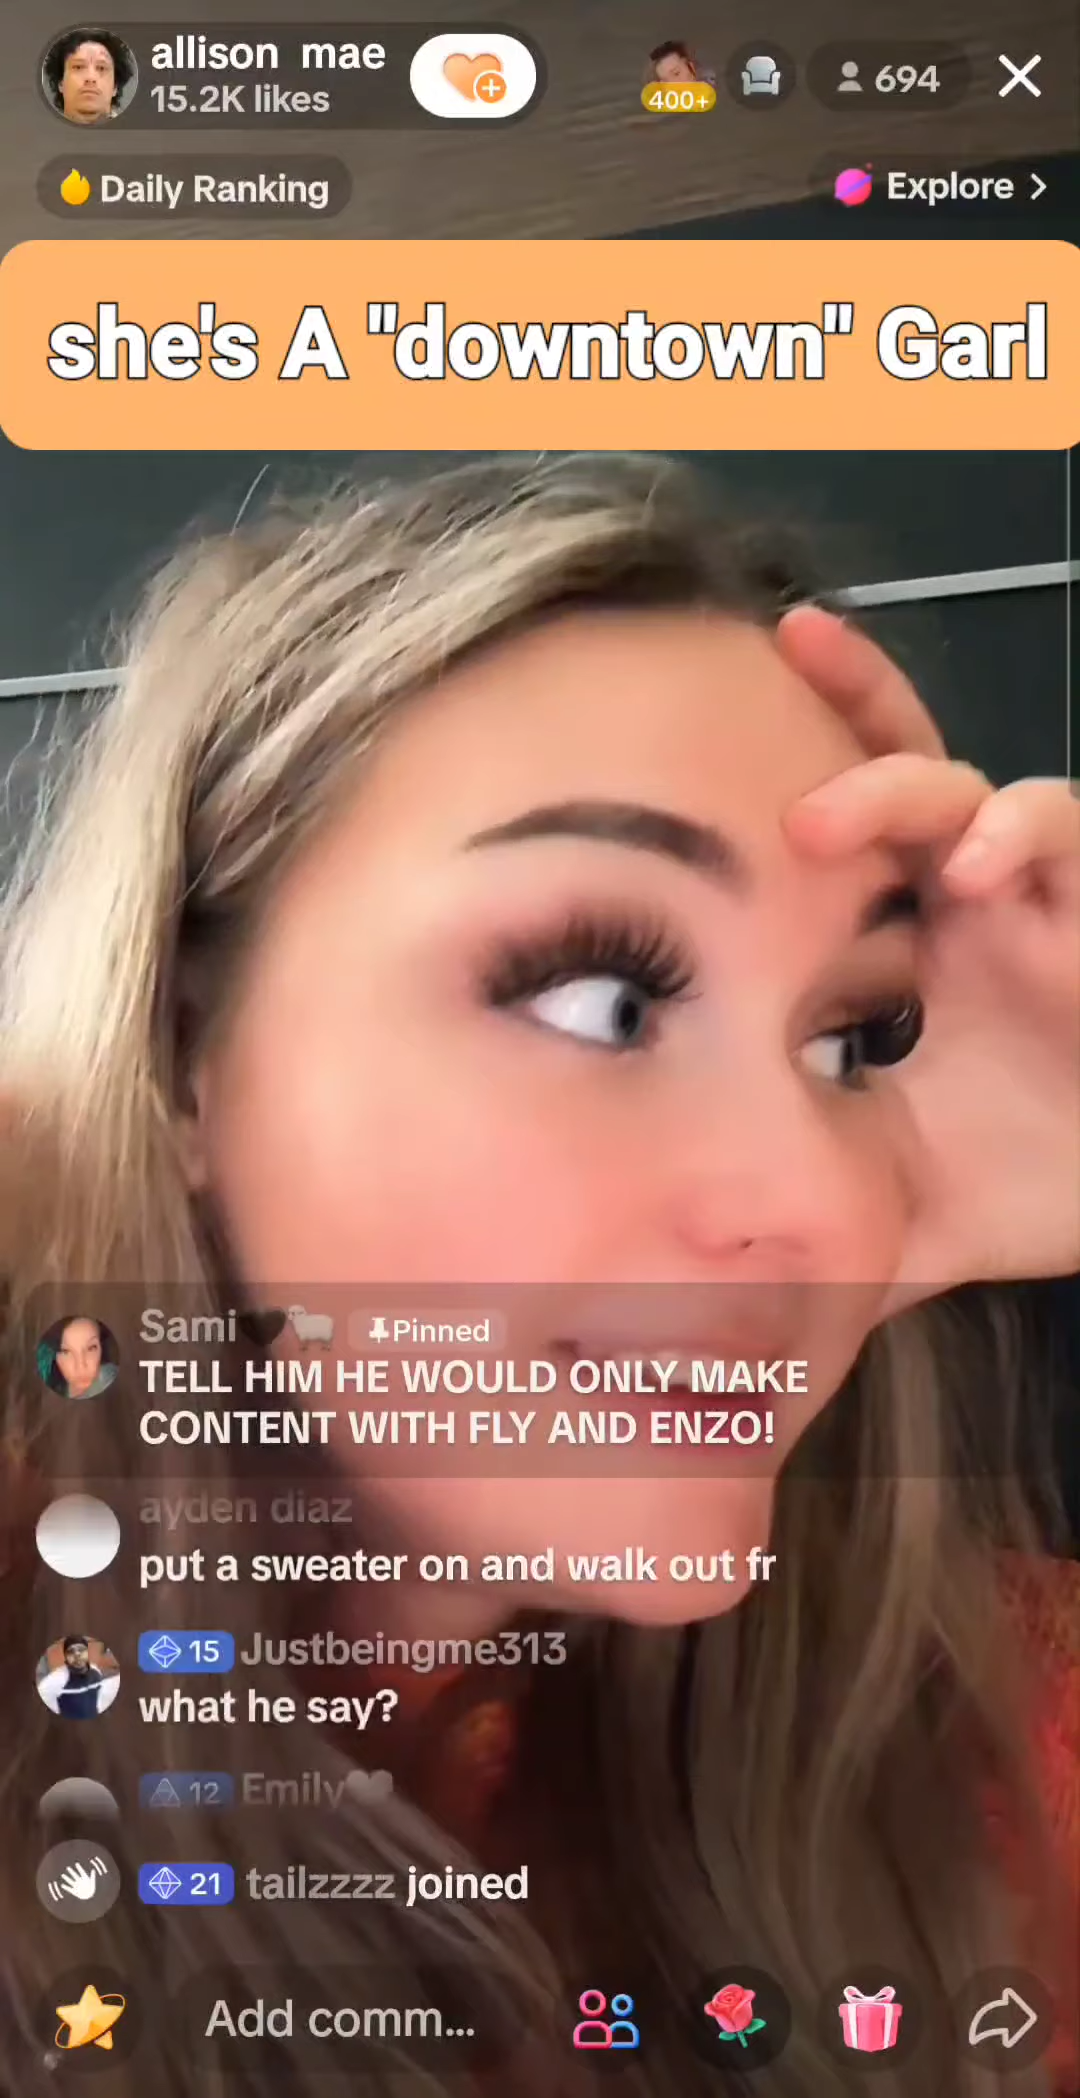 allison mae
15.2K likes
400+
694
Daily Ranking
Explore >
she's A "downtown" Garl
Sami
Pinned
TELL HIM HE WOULD ONLY MAKE
CONTENT WITH FLY AND ENZO!
ayden diaz
put a sweater on and walk out fr
15 Justbeingme313
what he say?
12 Emily
21 tailzzzz joined
Add comm...